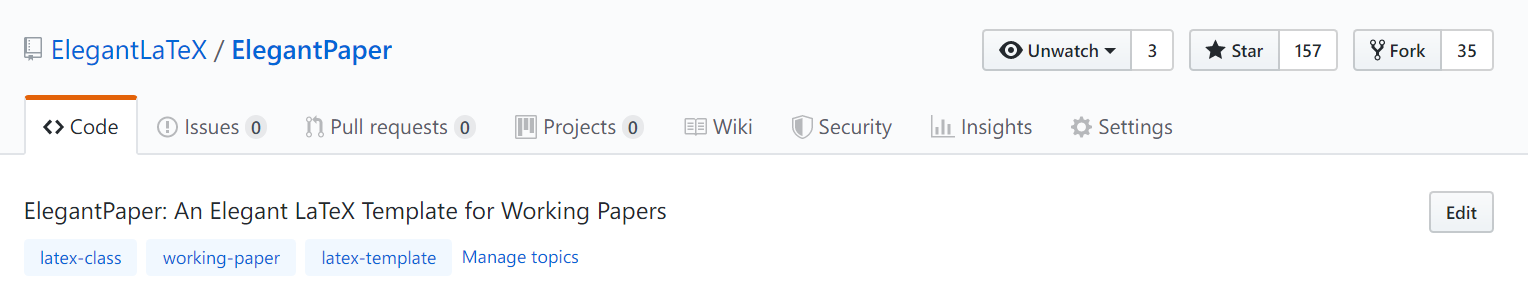 ElegantLaTeX / ElegantPaper Unwatch 3 Star 157 Fork 35
Code Issues 0 Pull requests 0 Projects 0 Wiki Security Insights Settings
ElegantPaper: An Elegant LaTeX Template for Working Papers Edit
latex-class working-paper latex-template Manage topics